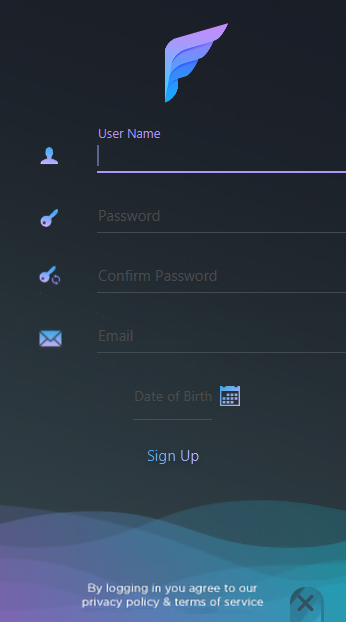 User Name
Password
Confirm Password
Email
Date of Birth
Sign Up
By logging in you agree to our
privacy policy & terms of service